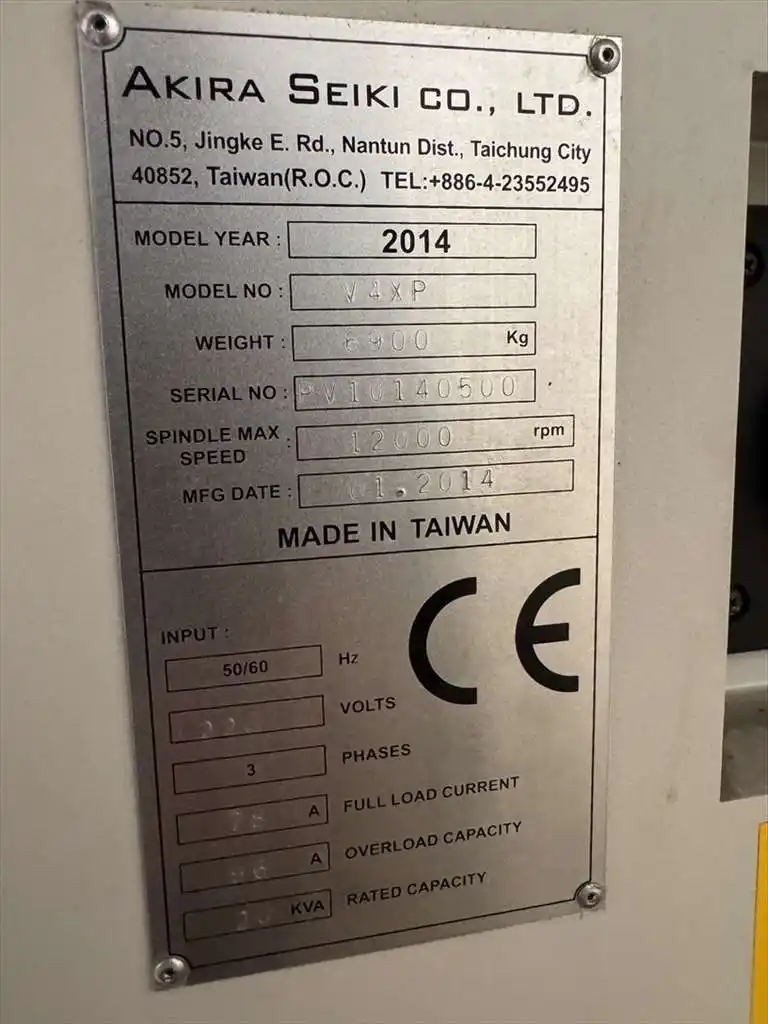 AKIRA SEIKI CO., LTD.
NO.5, Jingke E. Rd., Nantun Dist., Taichung City
40852, Taiwan(R.O.C.) TEL:+886-4-23552495
MODEL YEAR : 2014
MODEL NO : V4XP
WEIGHT : 6900 Kg
SERIAL NO :
SPINDLE MAX SPEED : 12000 rpm
MFG DATE : 01.2014
MADE IN TAIWAN
CE
INPUT :
50/60 Hz
VOLTS
3 PHASES
A FULL LOAD CURRENT
A OVERLOAD CAPACITY
KVA RATED CAPACITY